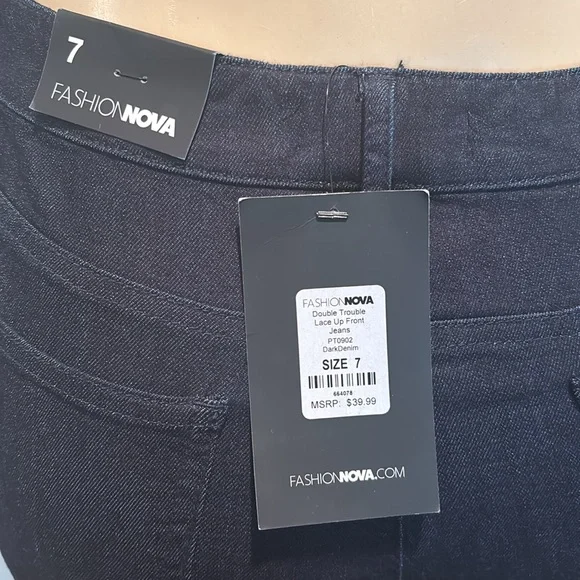 7
FASHIONNOVA
FASHIONNOVA
Double Trouble
Lace Up Front
Jeans
PT0902
DarkDenim
SIZE 7
664078
MSRP: $39.99
FASHIONNOVA.COM